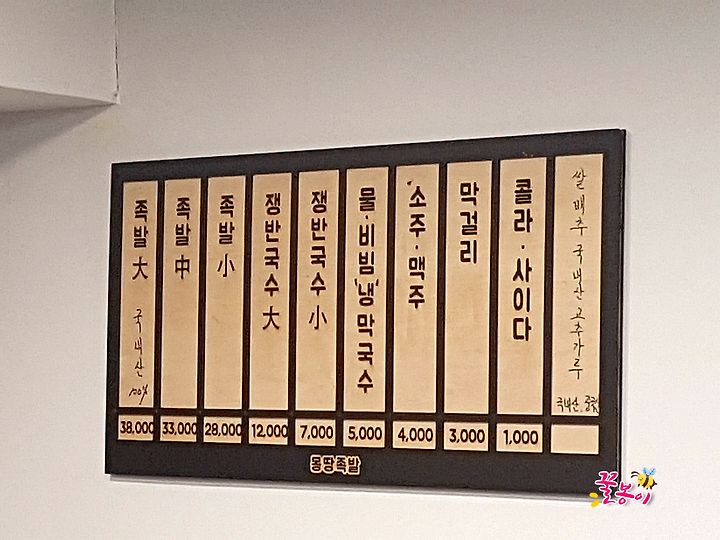 족발 大 국내산 100%
38,000
족발 中
33,000
족발 小
28,000
쟁반국수 大
12,000
쟁반국수 小
7,000
물·비빔'냉'막국수
5,000
소주·맥주
4,000
막걸리
3,000
콜라·사이다
1,000
쌀 배추 국내산 고추가루
국내산.
몽땅족발
꿀봉이